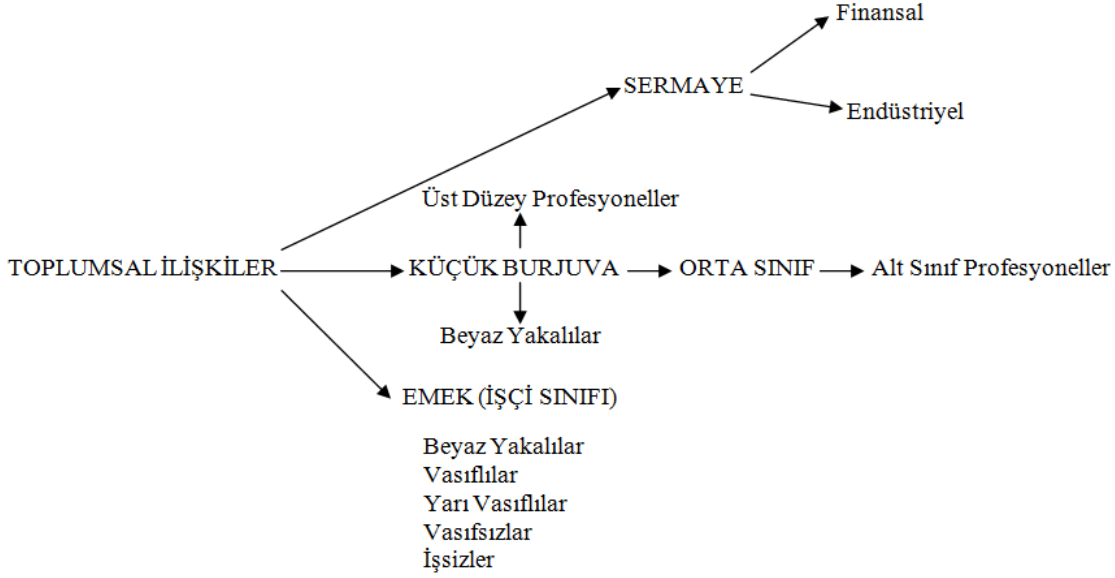 Finansal
SERMAYE
Endüstriyel
Üst Düzey Profesyoneller
TOPLUMSAL İLİŞKİLER
KÜÇÜK BURJUVA
ORTA SINIF
Alt Sınıf Profesyoneller
Beyaz Yakalılar
EMEK (İŞÇİ SINIFI)
Beyaz Yakalılar
Vasıflılar
Yarı Vasıflılar
Vasıfsızlar
İşsizler